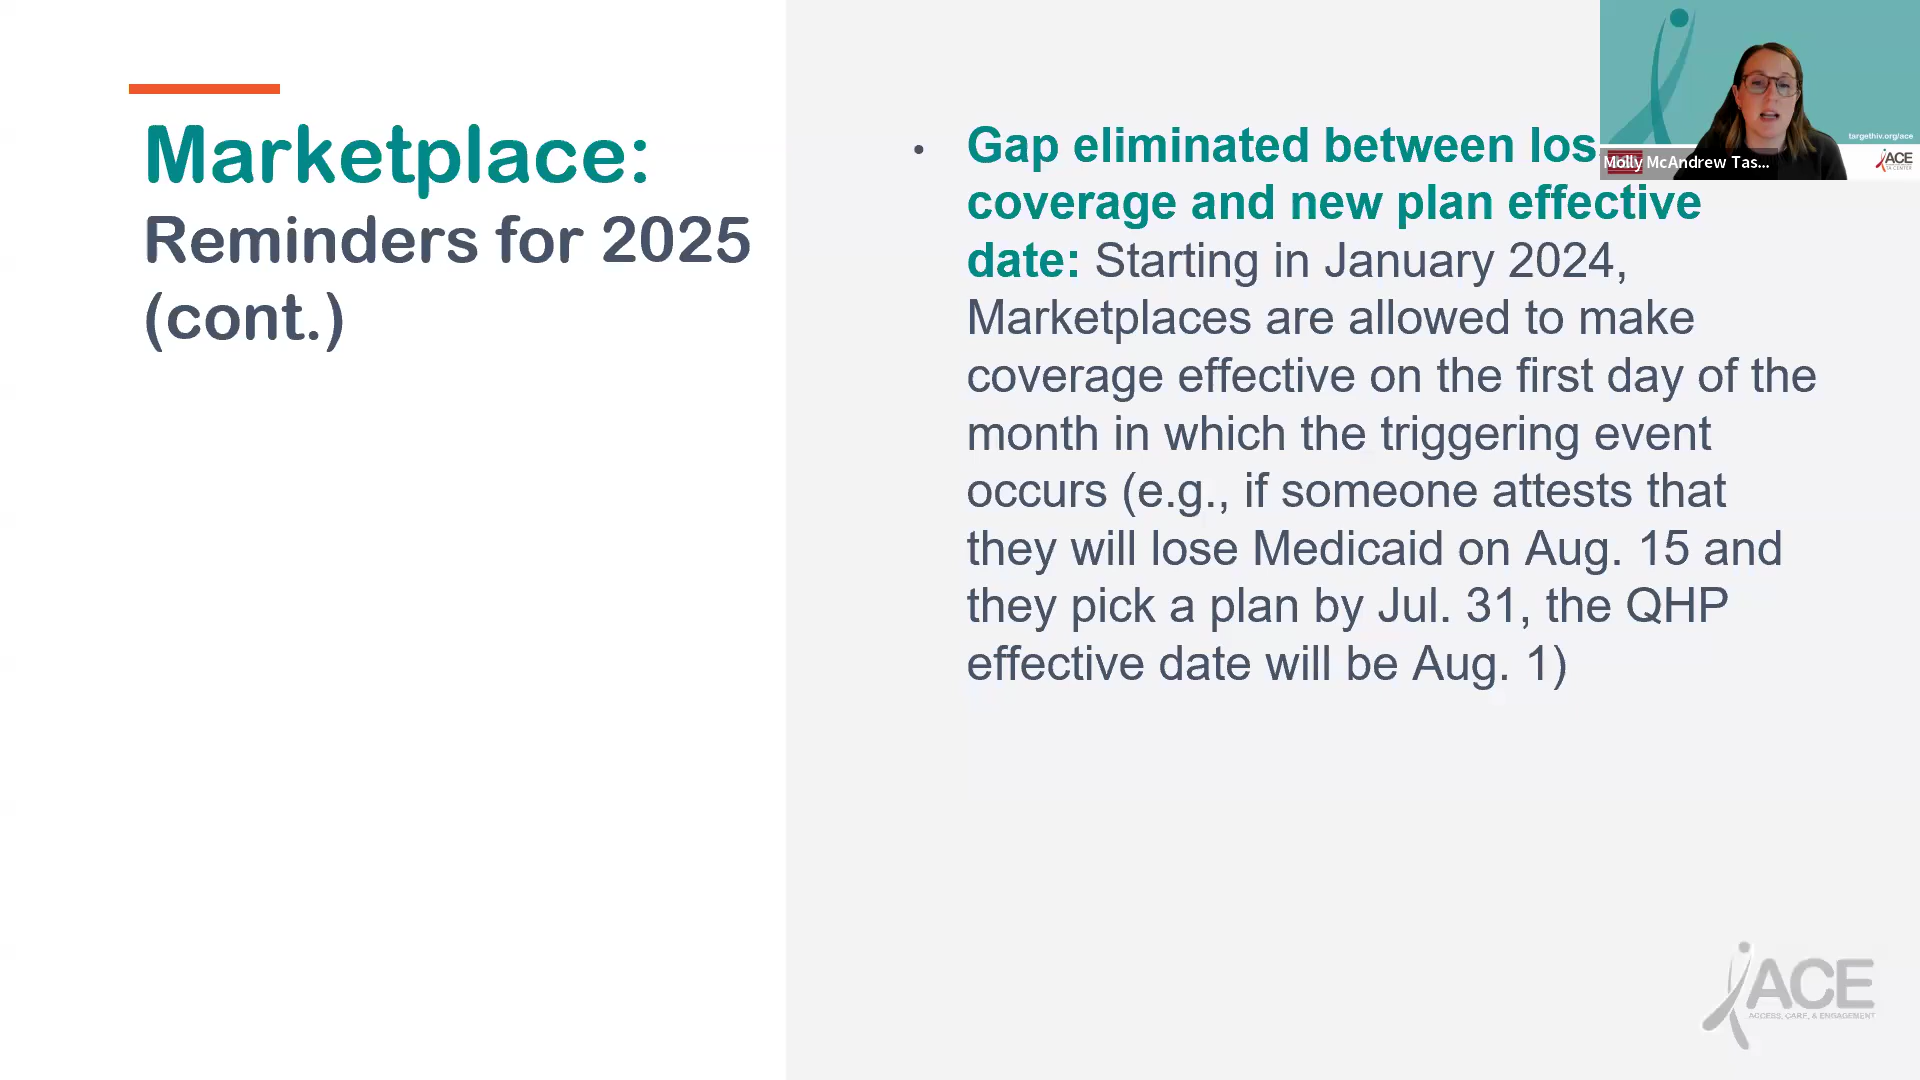 Marketplace:
Reminders for 2025
(cont.)
• Gap eliminated between los
coverage and new plan effective
date: Starting in January 2024,
Marketplaces are allowed to make
coverage effective on the first day of the
month in which the triggering event
occurs (e.g., if someone attests that
they will lose Medicaid on Aug. 15 and
they pick a plan by Jul. 31, the QHP
effective date will be Aug. 1)
targethiv.org/ace
Molly McAndrew Tas...
ACE
TA CENTER
ACE
ACCESS, CARE, & ENGAGEMENT